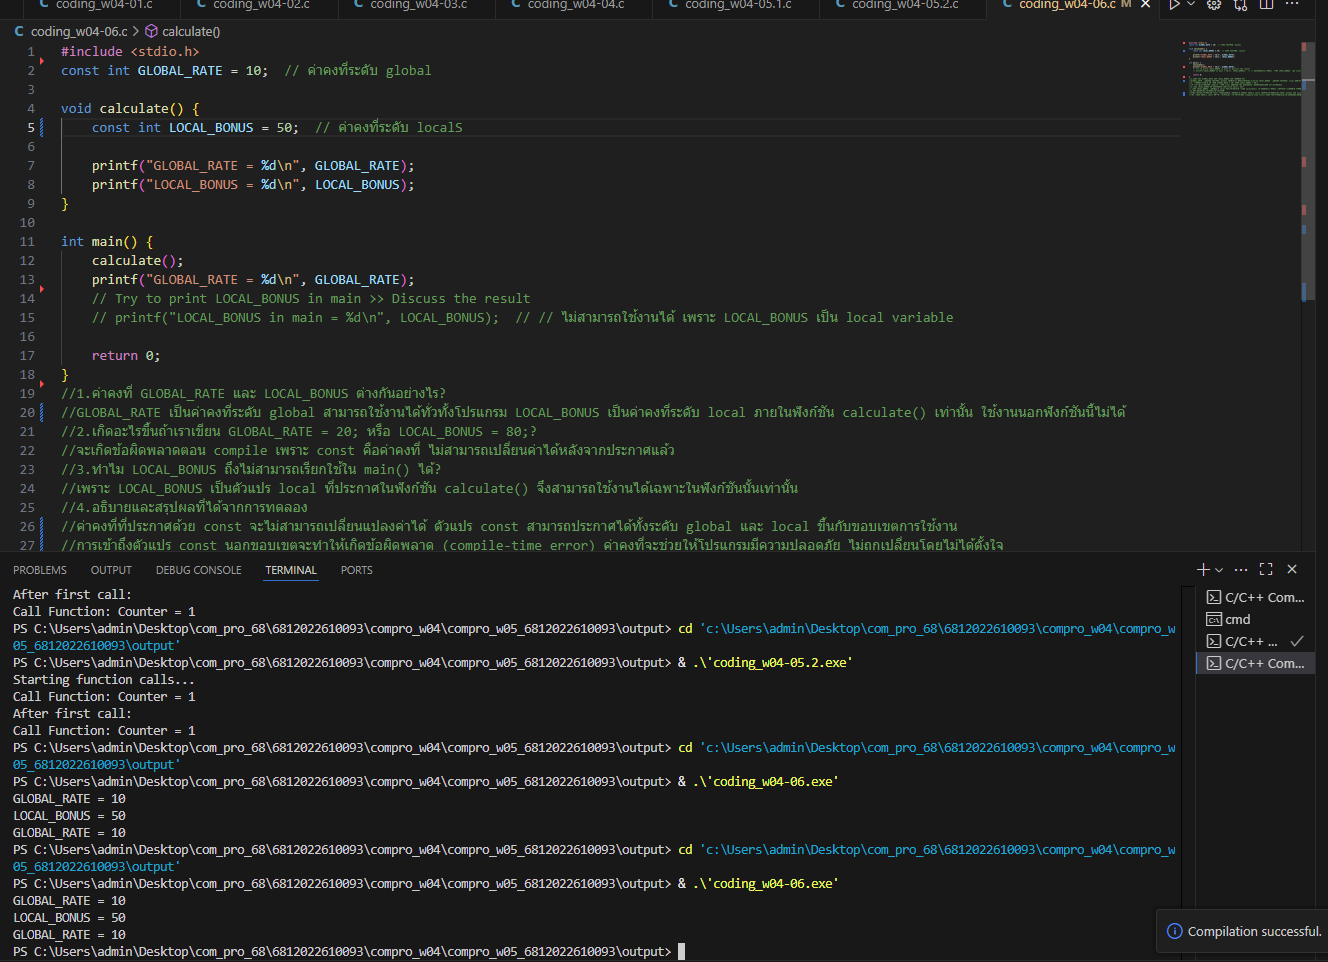 coding_w04-01.c
coding_w04-02.c
coding_w04-03.c
coding_w04-04.c
coding_w04-05.1.c
coding_w04-05.2.c
coding_w04-06.c M
coding_w04-06.c > calculate()
1 #include <stdio.h>
2 const int GLOBAL_RATE = 10;  // ค่าคงที่ระดับ global
3
4 void calculate() {
5 const int LOCAL_BONUS = 50;  // ค่าคงที่ระดับ localS
6
7 printf("GLOBAL_RATE = %d\n", GLOBAL_RATE);
8 printf("LOCAL_BONUS = %d\n", LOCAL_BONUS);
9 }
10
11 int main() {
12 calculate();
13 printf("GLOBAL_RATE = %d\n", GLOBAL_RATE);
14 // Try to print LOCAL_BONUS in main >> Discuss the result
15 // printf("LOCAL_BONUS in main = %d\n", LOCAL_BONUS);  // // ไม่สามารถใช้งานได้ เพราะ LOCAL_BONUS เป็น local variable
16
17 return 0;
18 }
19 //1.ค่าคงที่ GLOBAL_RATE และ LOCAL_BONUS ต่างกันอย่างไร?
20 //GLOBAL_RATE เป็นค่าคงที่ระดับ global สามารถใช้งานได้ทั่วทั้งโปรแกรม LOCAL_BONUS เป็นค่าคงที่ระดับ local ภายในฟังก์ชัน calculate() เท่านั้น ใช้งานนอกฟังก์ชันนี้ไม่ได้
21 //2.เกิดอะไรขึ้นถ้าเราเขียน GLOBAL_RATE = 20; หรือ LOCAL_BONUS = 80;?
22 //จะเกิดข้อผิดพลาดตอน compile เพราะ const คือค่าคงที่ ไม่สามารถเปลี่ยนค่าได้หลังจากประกาศแล้ว
23 //3.ทำไม LOCAL_BONUS ถึงไม่สามารถเรียกใช้ใน main() ได้?
24 //เพราะ LOCAL_BONUS เป็นตัวแปร local ที่ประกาศในฟังก์ชัน calculate() จึงสามารถใช้งานได้เฉพาะในฟังก์ชันนั้นเท่านั้น
25 //4.อธิบายและสรุปผลที่ได้จากการทดลอง
26 //ค่าคงที่ที่ประกาศด้วย const จะไม่สามารถเปลี่ยนแปลงค่าได้ ตัวแปร const สามารถประกาศได้ทั้งระดับ global และ local ขึ้นกับขอบเขตการใช้งาน
27 //การเข้าถึงตัวแปร const นอกขอบเขตจะทำให้เกิดข้อผิดพลาด (compile-time error) ค่าคงที่จะช่วยให้โปรแกรมมีความปลอดภัย ไม่ถูกเปลี่ยนโดยไม่ได้ตั้งใจ
PROBLEMS OUTPUT DEBUG CONSOLE TERMINAL PORTS
After first call:
Call Function: Counter = 1
PS C:\Users\admin\Desktop\com_pro_68\6812022610093\compro_w04\compro_w05_6812022610093\output> cd 'c:\Users\admin\Desktop\com_pro_68\6812022610093\compro_w04\compro_w
05_6812022610093\output'
PS C:\Users\admin\Desktop\com_pro_68\6812022610093\compro_w04\compro_w05_6812022610093\output> & .\'coding_w04-05.2.exe'
Starting function calls...
Call Function: Counter = 1
After first call:
Call Function: Counter = 1
PS C:\Users\admin\Desktop\com_pro_68\6812022610093\compro_w04\compro_w05_6812022610093\output> cd 'c:\Users\admin\Desktop\com_pro_68\6812022610093\compro_w04\compro_w
05_6812022610093\output'
PS C:\Users\admin\Desktop\com_pro_68\6812022610093\compro_w04\compro_w05_6812022610093\output> & .\'coding_w04-06.exe'
GLOBAL_RATE = 10
LOCAL_BONUS = 50
GLOBAL_RATE = 10
PS C:\Users\admin\Desktop\com_pro_68\6812022610093\compro_w04\compro_w05_6812022610093\output> cd 'c:\Users\admin\Desktop\com_pro_68\6812022610093\compro_w04\compro_w
05_6812022610093\output'
PS C:\Users\admin\Desktop\com_pro_68\6812022610093\compro_w04\compro_w05_6812022610093\output> & .\'coding_w04-06.exe'
GLOBAL_RATE = 10
LOCAL_BONUS = 50
GLOBAL_RATE = 10
PS C:\Users\admin\Desktop\com_pro_68\6812022610093\compro_w04\compro_w05_6812022610093\output>
C/C++ Com...
cmd
C/C++ ...
C/C++ Com...
Compilation successful.